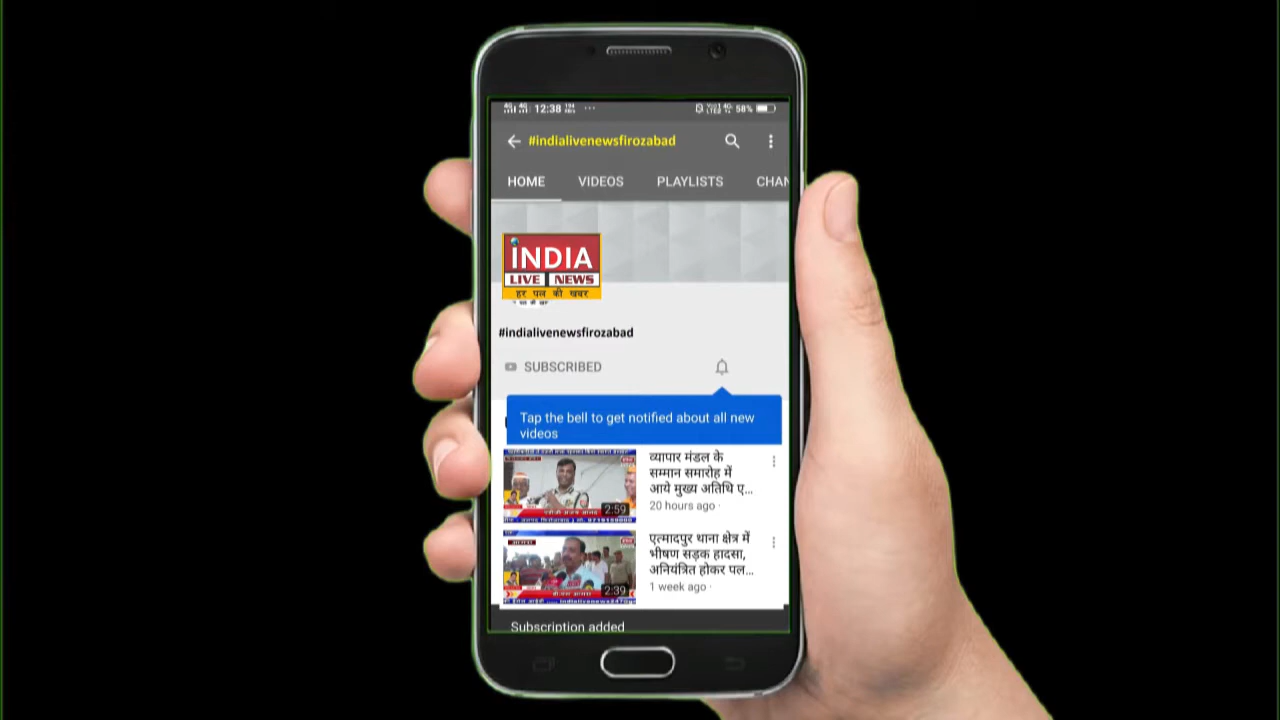 12:38
58%
#indialivenewsfirozabad
HOME VIDEOS PLAYLISTS CHAN
INDIA
LIVE NEWS
हर पल की खबर
#indialivenewsfirozabad
SUBSCRIBED
Tap the bell to get notified about all new
videos
व्यापार मंडल के
सम्मान समारोह में
आये मुख्य अतिथि ए...
20 hours ago ·
2:59
एत्मादपुर थाना क्षेत्र में
भीषण सड़क हादसा,
अनियंत्रित होकर पल...
1 week ago ·
2:39
Subscription added